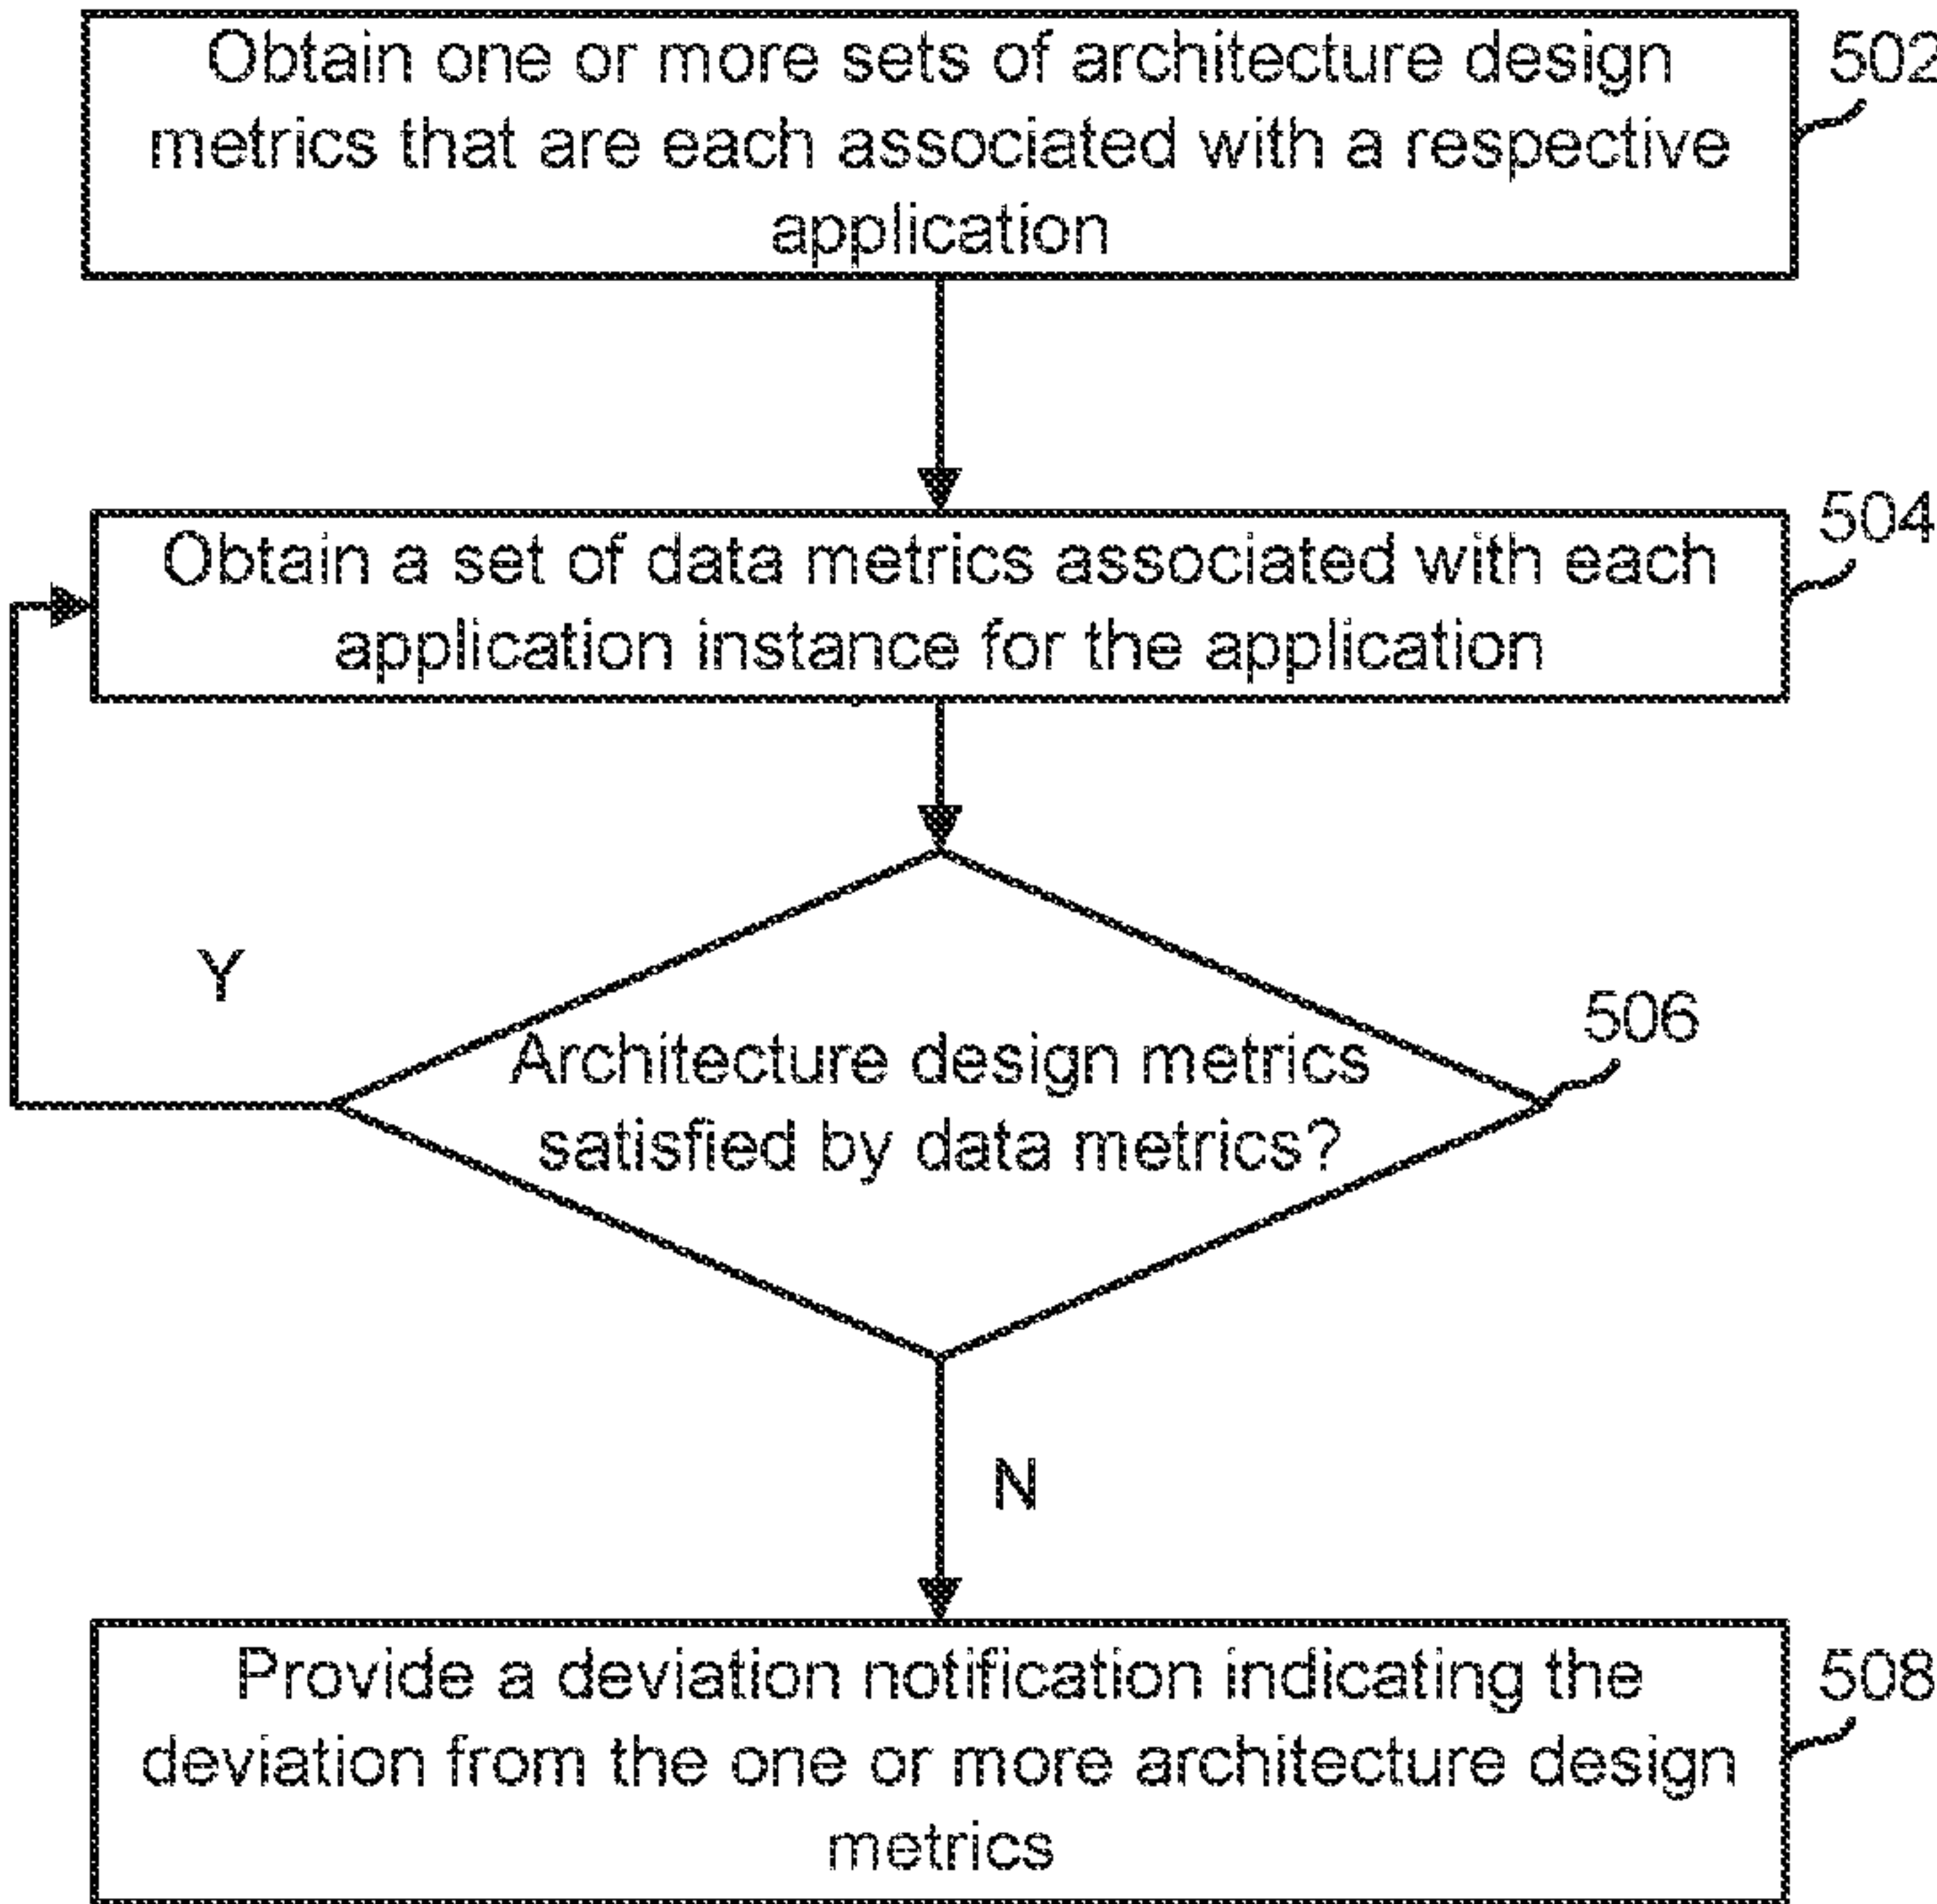 Obtain one or more sets of architecture design
metrics that are each associated with a respective
application
502
Obtain a set of data metrics associated with each
application instance for the application
504
Y
Architecture design metrics
satisfied by data metrics?
506
N
Provide a deviation notification indicating the
deviation from the one or more architecture design
metrics
508